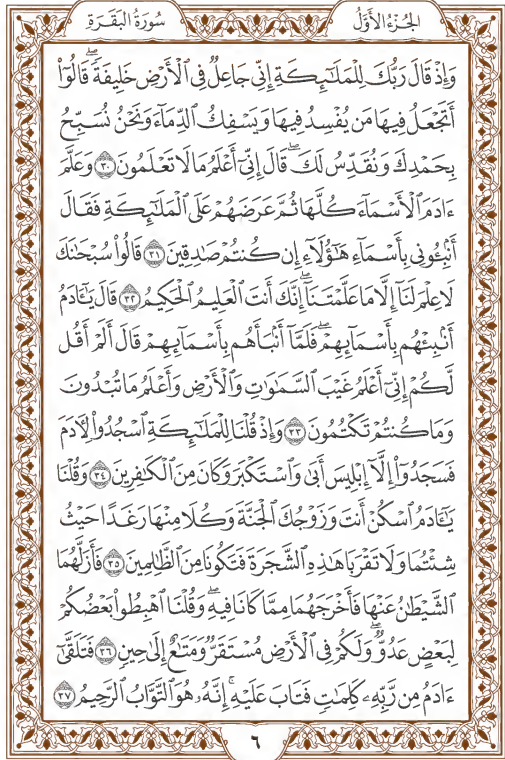 الجُزْءُ الأَوَّلُ
سُورَةُ البَقَرَةِ
وَإِذۡ قَالَ رَبُّكَ لِلۡمَلَـٰٓئِكَةِ إِنِّي جَاعِلٞ فِي ٱلۡأَرۡضِ خَلِيفَةٗۖ قَالُوٓاْ
أَتَجۡعَلُ فِيهَا مَن يُفۡسِدُ فِيهَا وَيَسۡفِكُ ٱلدِّمَآءَ وَنَحۡنُ نُسَبِّحُ
بِحَمۡدِكَ وَنُقَدِّسُ لَكَۖ قَالَ إِنِّيٓ أَعۡلَمُ مَا لَا تَعۡلَمُونَ ٣٠ وَعَلَّمَ
ءَادَمَ ٱلۡأَسۡمَآءَ كُلَّهَا ثُمَّ عَرَضَهُمۡ عَلَى ٱلۡمَلَـٰٓئِكَةِ فَقَالَ
أَنۢبِـُٔونِي بِأَسۡمَآءِ هَـٰٓؤُلَآءِ إِن كُنتُمۡ صَـٰدِقِينَ ٣١ قَالُواْ سُبۡحَـٰنَكَ
لَا عِلۡمَ لَنَآ إِلَّا مَا عَلَّمۡتَنَآۖ إِنَّكَ أَنتَ ٱلۡعَلِيمُ ٱلۡحَكِيمُ ٣٢ قَالَ يَـٰٓـَٔادَمُ
أَنۢبِئۡهُم بِأَسۡمَآئِهِمۡۖ فَلَمَّآ أَنۢبَأَهُم بِأَسۡمَآئِهِمۡ قَالَ أَلَمۡ أَقُل
لَّكُمۡ إِنِّيٓ أَعۡلَمُ غَيۡبَ ٱلسَّمَـٰوَٰتِ وَٱلۡأَرۡضِ وَأَعۡلَمُ مَا تُبۡدُونَ
وَمَا كُنتُمۡ تَكۡتُمُونَ ٣٣ وَإِذۡ قُلۡنَا لِلۡمَلَـٰٓئِكَةِ ٱسۡجُدُواْ لِأٓدَمَ
فَسَجَدُوٓاْ إِلَّآ إِبۡلِيسَ أَبَىٰ وَٱسۡتَكۡبَرَ وَكَانَ مِنَ ٱلۡكَـٰفِرِينَ ٣٤ وَقُلۡنَا
يَـٰٓـَٔادَمُ ٱسۡكُنۡ أَنتَ وَزَوۡجُكَ ٱلۡجَنَّةَ وَكُلَا مِنۡهَا رَغَدًا حَيۡثُ
شِئۡتُمَا وَلَا تَقۡرَبَا هَـٰذِهِ ٱلشَّجَرَةَ فَتَكُونَا مِنَ ٱلظَّـٰلِمِينَ ٣٥ فَأَزَلَّهُمَا
ٱلشَّيۡطَـٰنُ عَنۡهَا فَأَخۡرَجَهُمَا مِمَّا كَانَا فِيهِۖ وَقُلۡنَا ٱهۡبِطُواْ بَعۡضُكُمۡ
لِبَعۡضٍ عَدُوّٞۖ وَلَكُمۡ فِي ٱلۡأَرۡضِ مُسۡتَقَرّٞ وَمَتَـٰعٌ إِلَىٰ حِينٖ ٣٦ فَتَلَقَّىٰٓ
ءَادَمُ مِن رَّبِّهِۦ كَلِمَـٰتٖ فَتَابَ عَلَيۡهِۚ إِنَّهُۥ هُوَ ٱلتَّوَّابُ ٱلرَّحِيمُ ٣٧
٦